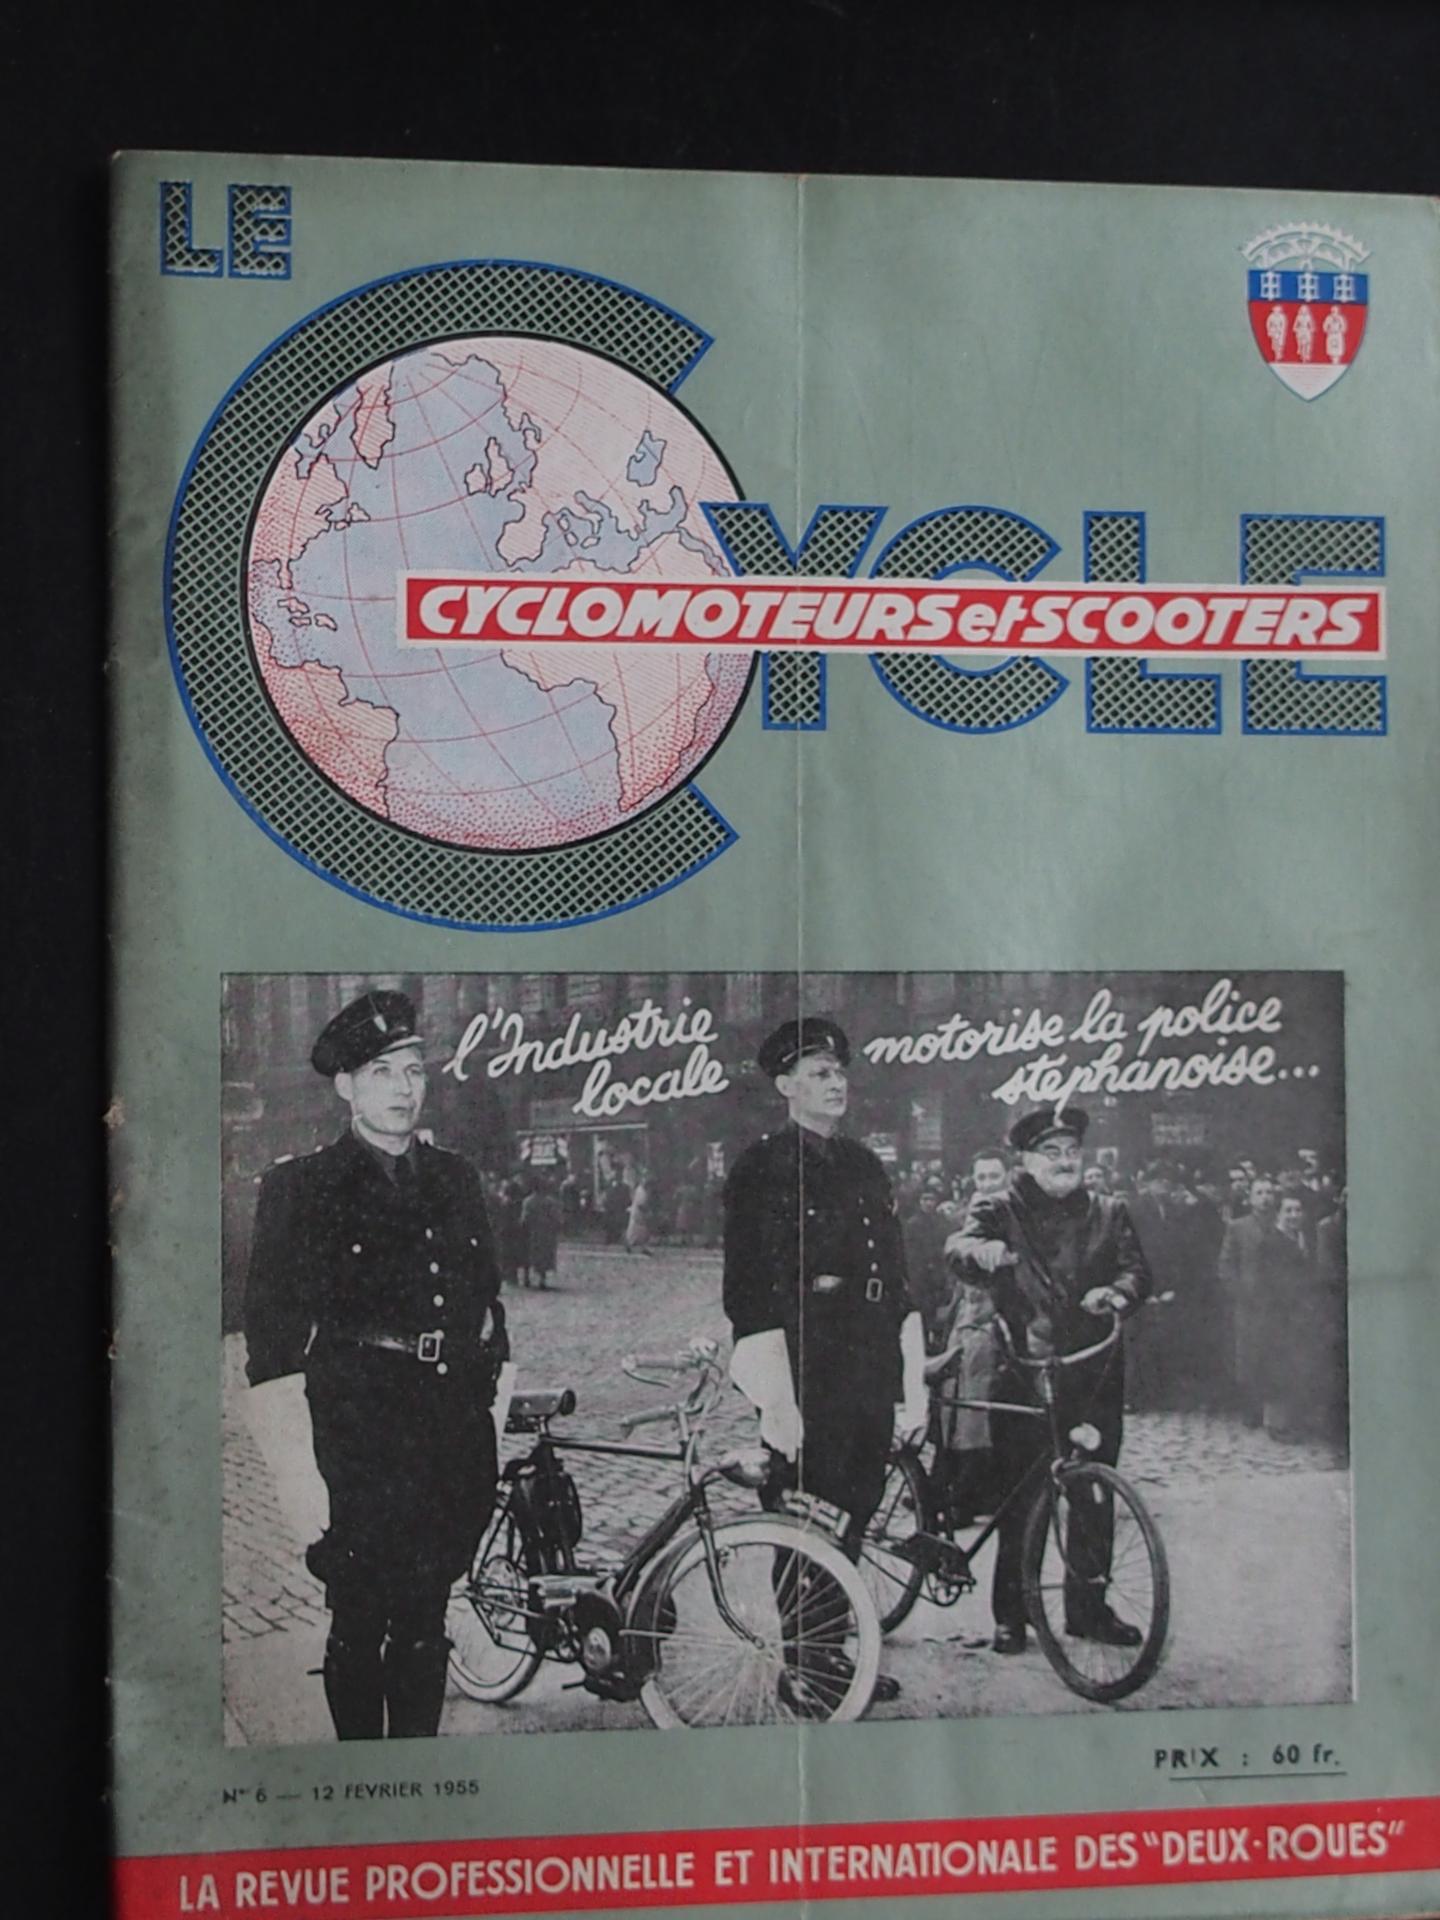 LE
CYCLE
CYCLOMOTEURS et SCOOTERS
l'Industrie
locale
motorise la police
stéphanoise...
PRIX : 60 fr.
N° 6 — 12 FEVRIER 1955
LA REVUE PROFESSIONNELLE ET INTERNATIONALE DES "DEUX-ROUES"